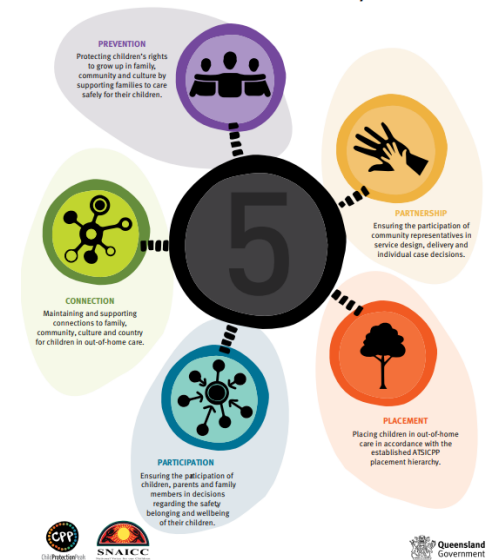 PREVENTION
Protecting children's rights
to grow up in family,
community and culture by
supporting families to care
safely for their children.
5
PARTNERSHIP
Ensuring the participation of
community representatives in
service design, delivery and
individual case decisions.
CONNECTION
Maintaining and supporting
connections to family,
community, culture and country
for children in out-of-home care.
PLACEMENT
Placing children in out-of-home
care in accordance with the
established ATSICPP
placement hierarchy.
PARTICIPATION
Ensuring the paticipation of
children, parents and family
members in decisions
regarding the safety
belonging and wellbeing
of their children.
CPP
ChildProtectionPeak
SNAICC
Queensland
Government